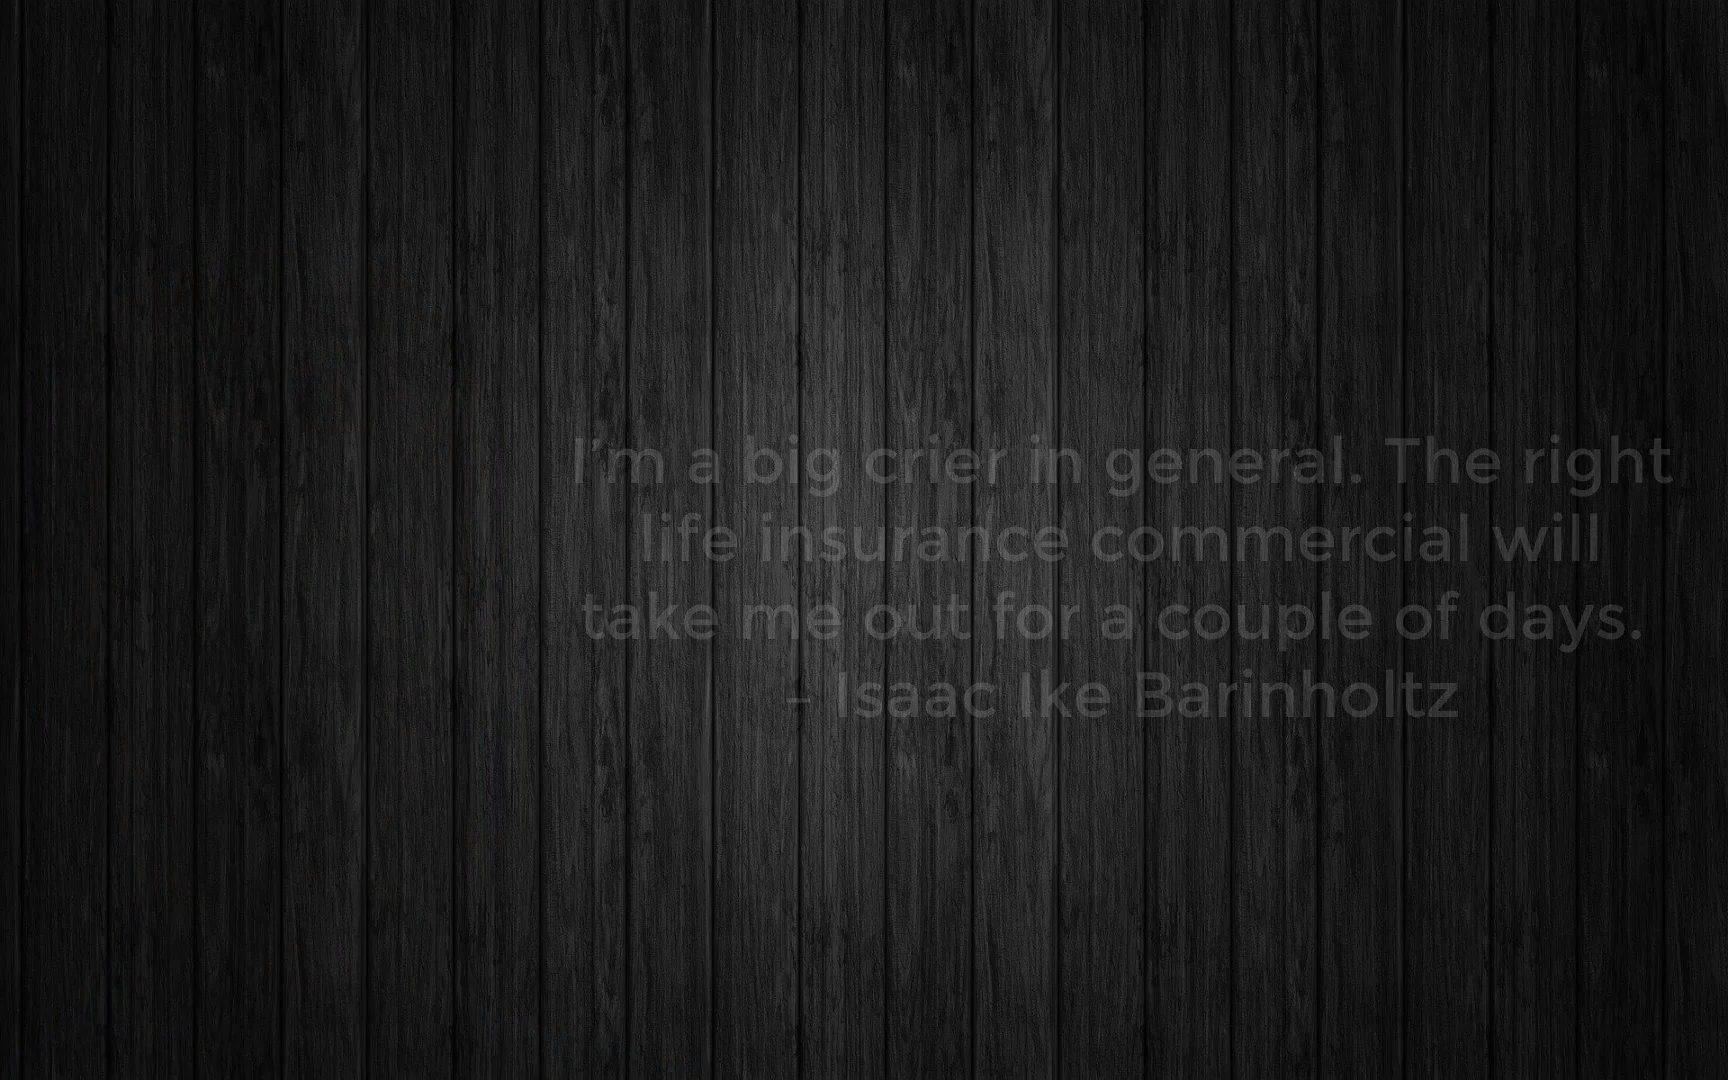 I'm a big crier in general. The right
life insurance commercial will
take me out for a couple of days.
- Isaac Ike Barinholtz